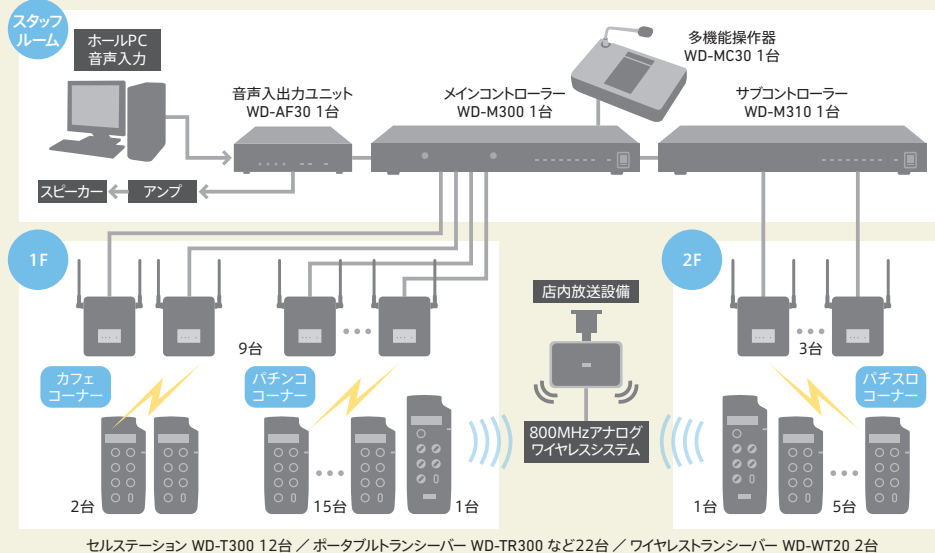 スタッフ
ルーム
ホールPC
音声入力
音声入出力ユニット
WD-AF30 1台
メインコントローラー
WD-M300 1台
多機能操作器
WD-MC30 1台
サブコントローラー
WD-M310 1台
スピーカー
アンプ
1F
2F
店内放送設備
9台
3台
カフェ
コーナー
パチンコ
コーナー
パチスロ
コーナー
800MHzアナログ
ワイヤレスシステム
2台
15台
1台
1台
5台
セルステーション WD-T300 12台 ／ ポータブルトランシーバー WD-TR300 など22台 ／ ワイヤレストランシーバー WD-WT20 2台